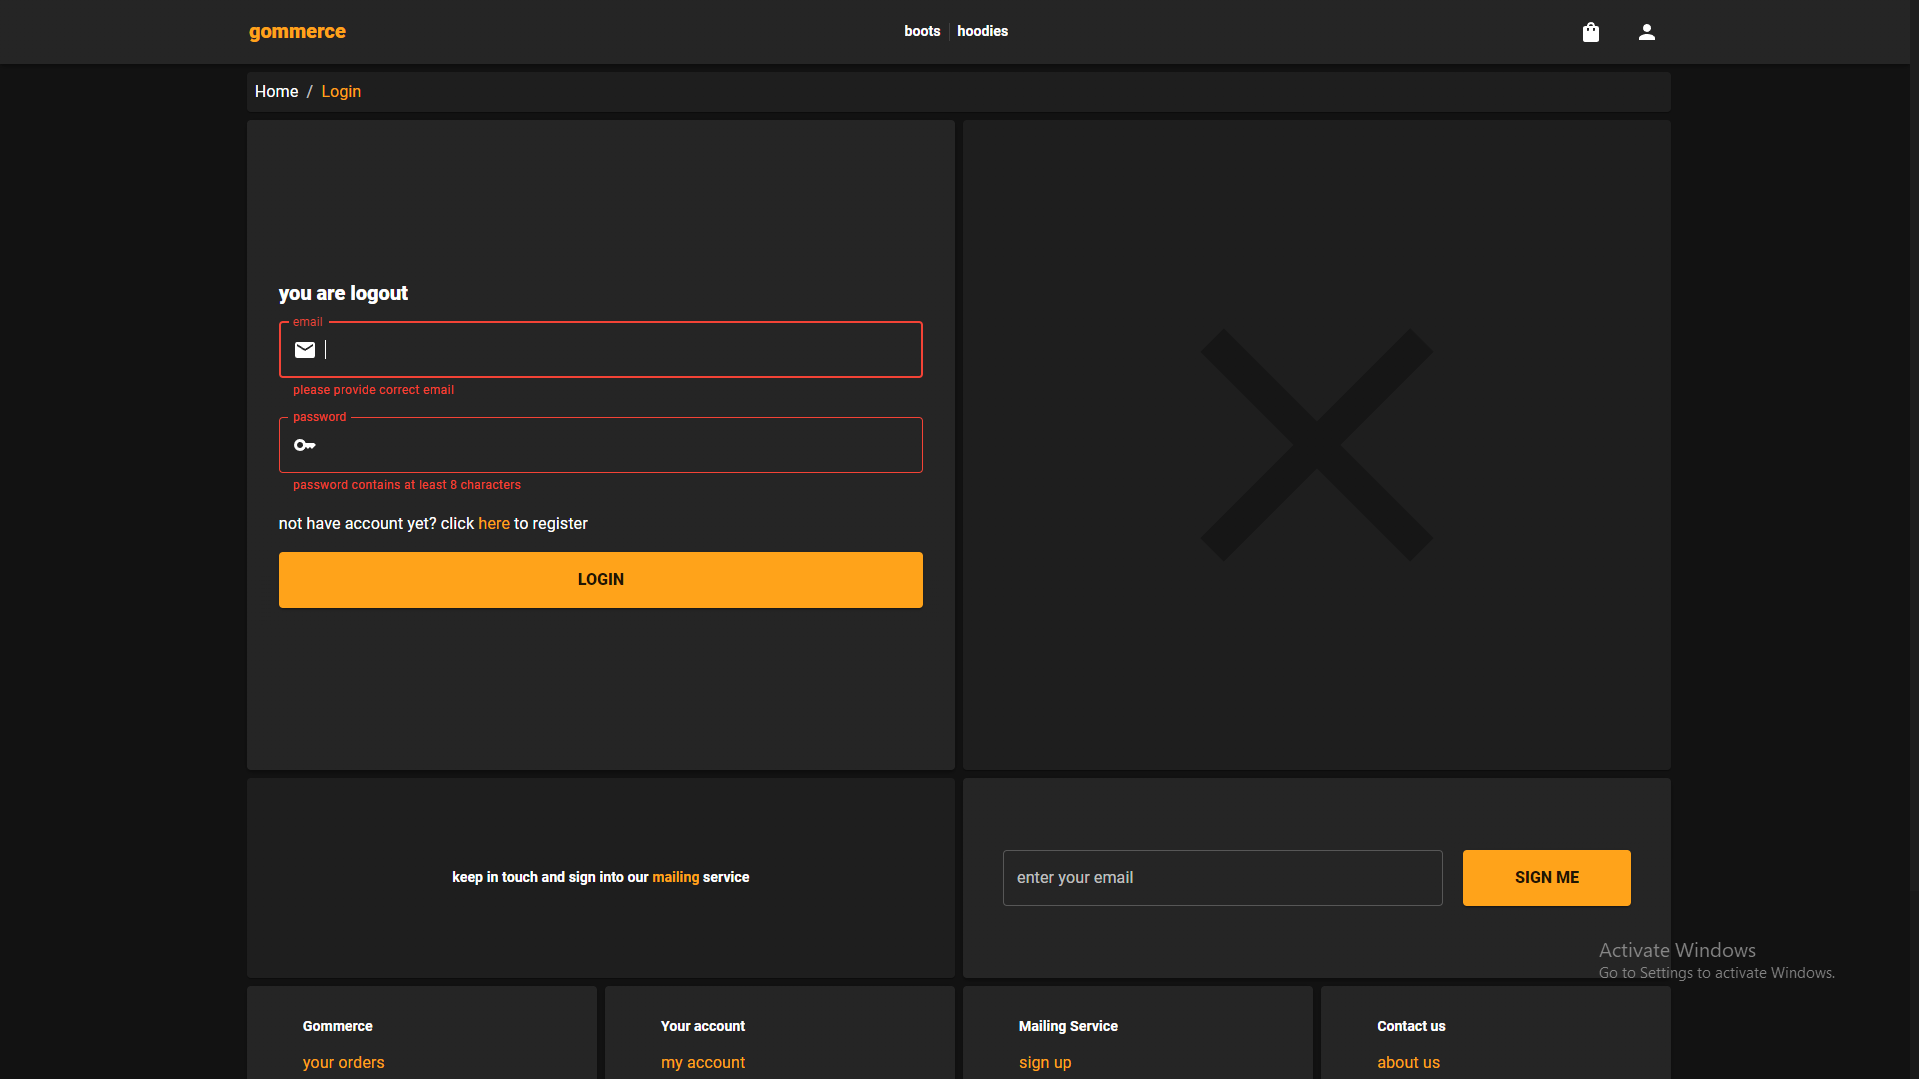 gommerce
boots hoodies
Home / Login
you are logout
email
please provide correct email
password
password contains at least 8 characters
not have account yet? click here to register
LOGIN
keep in touch and sign into our mailing service
enter your email
SIGN ME
Activate Windows
Go to Settings to activate Windows.
Gommerce
your orders
Your account
my account
Mailing Service
sign up
Contact us
about us